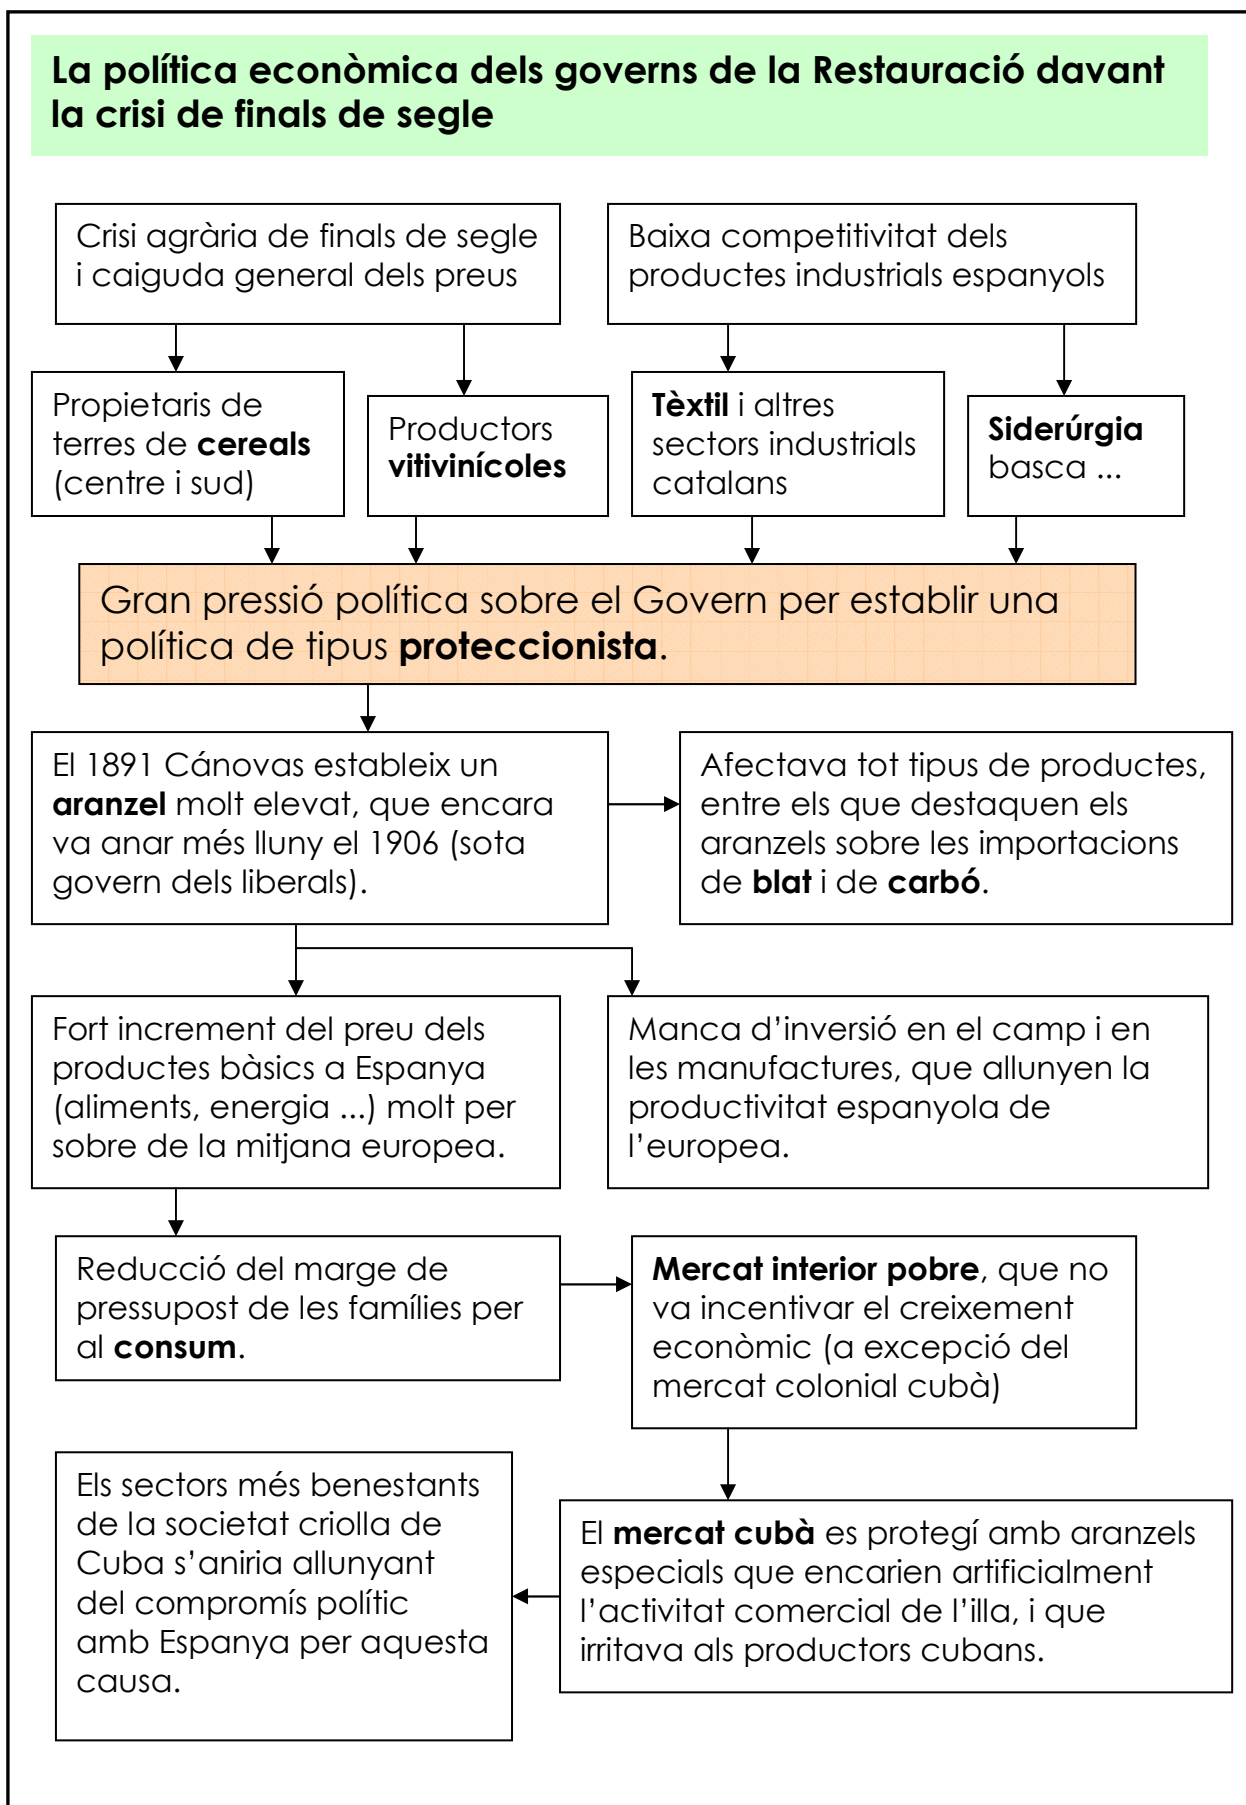 La política econòmica dels governs de la Restauració davant
la crisi de finals de segle
Crisi agrària de finals de segle
i caiguda general dels preus
Baixa competitivitat dels
productes industrials espanyols
Propietaris de
terres de cereals
(centre i sud)
Productors
vitivinícoles
Tèxtil i altres
sectors industrials
catalans
Siderúrgia
basca ...
Gran pressió política sobre el Govern per establir una
política de tipus proteccionista.
El 1891 Cánovas estableix un
aranzel molt elevat, que encara
va anar més lluny el 1906 (sota
govern dels liberals).
Afectava tot tipus de productes,
entre els que destaquen els
aranzels sobre les importacions
de blat i de carbó.
Fort increment del preu dels
productes bàsics a Espanya
(aliments, energia ...) molt per
sobre de la mitjana europea.
Manca d’inversió en el camp i en
les manufactures, que allunyen la
productivitat espanyola de
l’europea.
Reducció del marge de
pressupost de les famílies per
al consum.
Mercat interior pobre, que no
va incentivar el creixement
econòmic (a excepció del
mercat colonial cubà)
El mercat cubà es protegí amb aranzels
especials que encarien artificialment
l’activitat comercial de l’illa, i que
irritava als productors cubans.
Els sectors més benestants
de la societat criolla de
Cuba s’aniria allunyant
del compromís polític
amb Espanya per aquesta
causa.